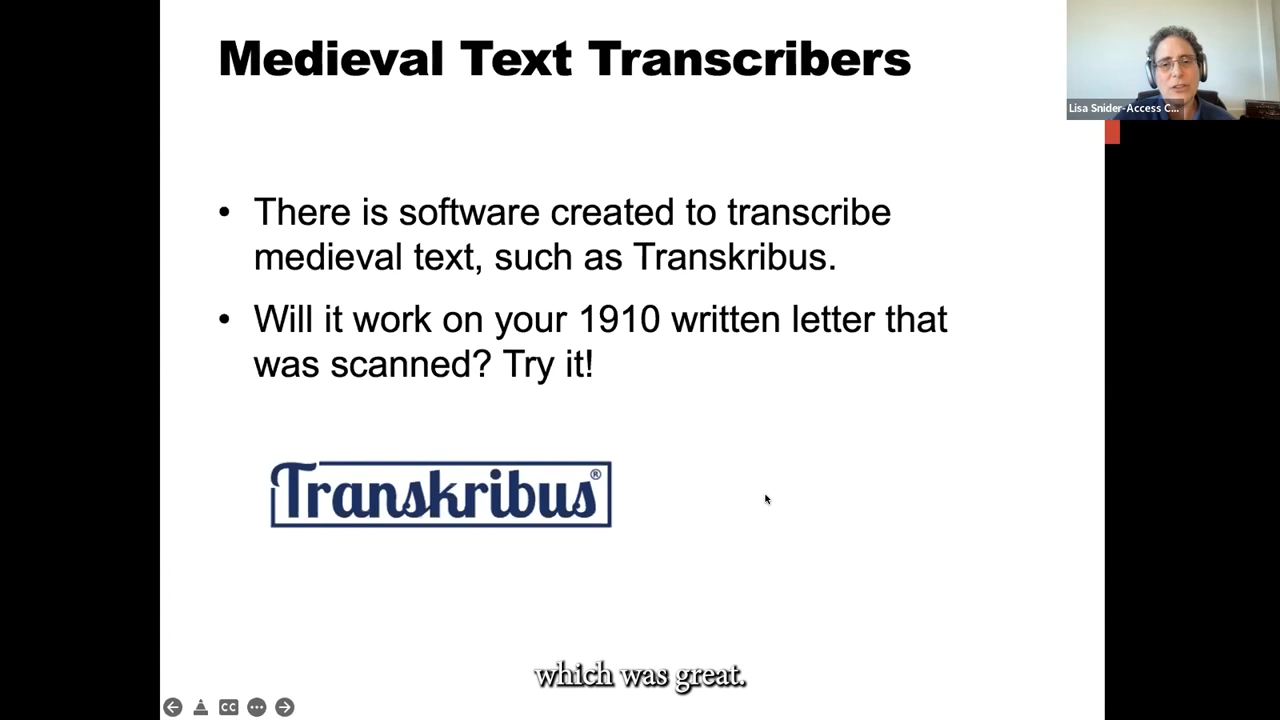 Medieval Text Transcribers
Lisa Snider-Access C...
• There is software created to transcribe
medieval text, such as Transkribus.
• Will it work on your 1910 written letter that
was scanned? Try it!
Transkribus®
which was great.
CC